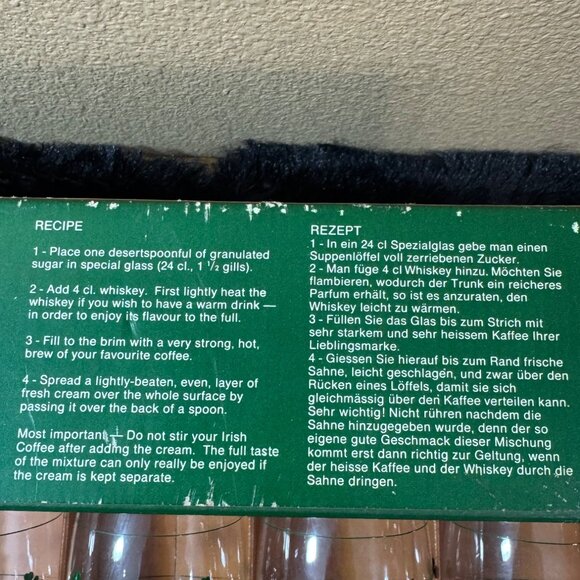 RECIPE
1 - Place one desertspoonful of granulated
sugar in special glass (24 cl., 1 1/2 gills).
2 - Add 4 cl. whiskey. First lightly heat the
whiskey if you wish to have a warm drink —
in order to enjoy its flavour to the full.
3 - Fill to the brim with a very strong, hot,
brew of your favourite coffee.
4 - Spread a lightly-beaten, even, layer of
fresh cream over the whole surface by
passing it over the back of a spoon.
Most important — Do not stir your Irish
Coffee after adding the cream. The full taste
of the mixture can only really be enjoyed if
the cream is kept separate.
REZEPT
1 - In ein 24 cl Spezialglas gebe man einen
Suppenlöffel voll zerriebenen Zucker.
2 - Man füge 4 cl Whiskey hinzu. Möchten Sie
flambieren, wodurch der Trunk ein reicheres
Parfum erhält, so ist es anzuraten, den
Whiskey leicht zu wärmen.
3 - Füllen Sie das Glas bis zum Strich mit
sehr starkem und sehr heissem Kaffee Ihrer
Lieblingsmarke.
4 - Giessen Sie hierauf bis zum Rand frische
Sahne, leicht geschlagen, und zwar über den
Rücken eines Löffels, damit sie sich
gleichmässig über den Kaffee verteilen kann.
Sehr wichtig! Nicht rühren nachdem die
Sahne hinzugefügt wurde, denn der so
eigene gute Geschmack dieser Mischung
kommt erst dann richtig zur Geltung, wenn
der heisse Kaffee und der Whiskey durch die
Sahne dringen.